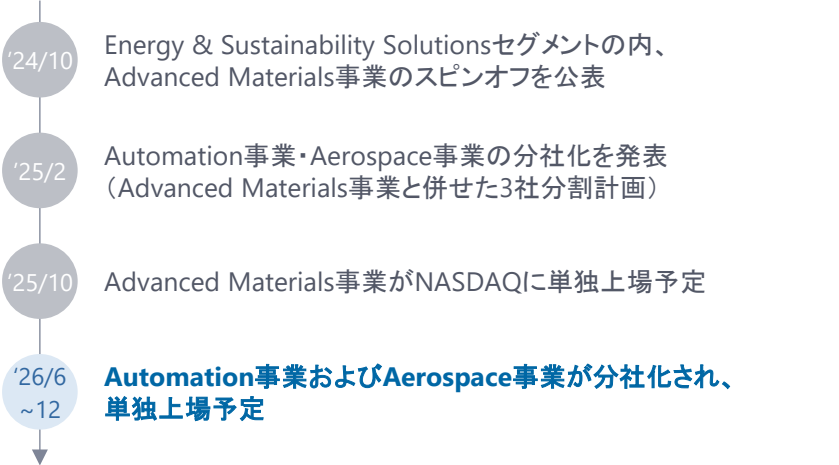 ‘24/10
Energy & Sustainability Solutionsセグメントの内、
Advanced Materials事業のスピンオフを公表
‘25/2
Automation事業・Aerospace事業の分社化を発表
（Advanced Materials事業と併せた3社分割計画）
‘25/10
Advanced Materials事業がNASDAQに単独上場予定
‘26/6
~12
Automation事業およびAerospace事業が分社化され、
単独上場予定